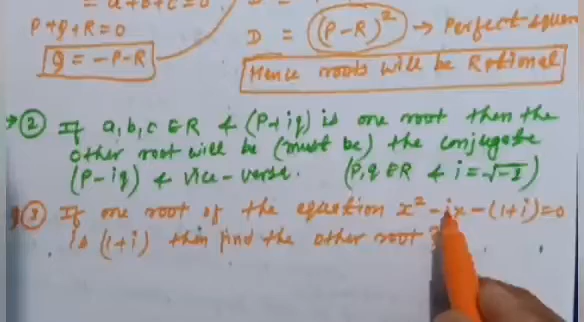 = a+b+c=0
P+q+R=0
q = -P-R
D = (P-R)² → Perfect square
Hence roots will be Rational
② If a,b,c ∈ R & (P+iq) is one root then the
other root will be (must be) the conjugate
(P-iq) & vice-versa. (P,q ∈ R & i=√-1)
③ If one root of the equation x²-ix-(1+i)=0
is (1+i) then find the other root ?